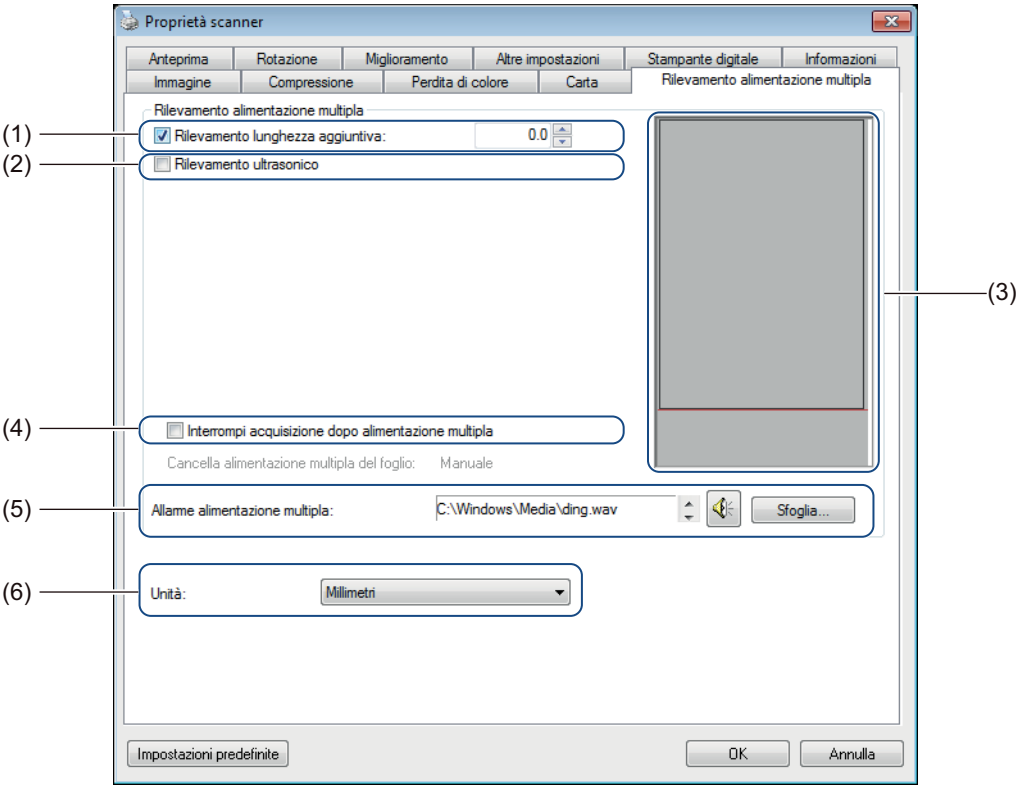 Proprietà scanner
Anteprima Rotazione Miglioramento Altre impostazioni Stampante digitale Informazioni
Immagine Compressione Perdita di colore Carta Rilevamento alimentazione multipla
Rilevamento alimentazione multipla
(1) Rilevamento lunghezza aggiuntiva: 0.0
(2) Rilevamento ultrasonico
(3)
(4) Interrompi acquisizione dopo alimentazione multipla
Cancella alimentazione multipla del foglio: Manuale
(5) Allarme alimentazione multipla: C:\Windows\Media\ding.wav Sfoglia...
(6) Unità: Millimetri
Impostazioni predefinite OK Annulla